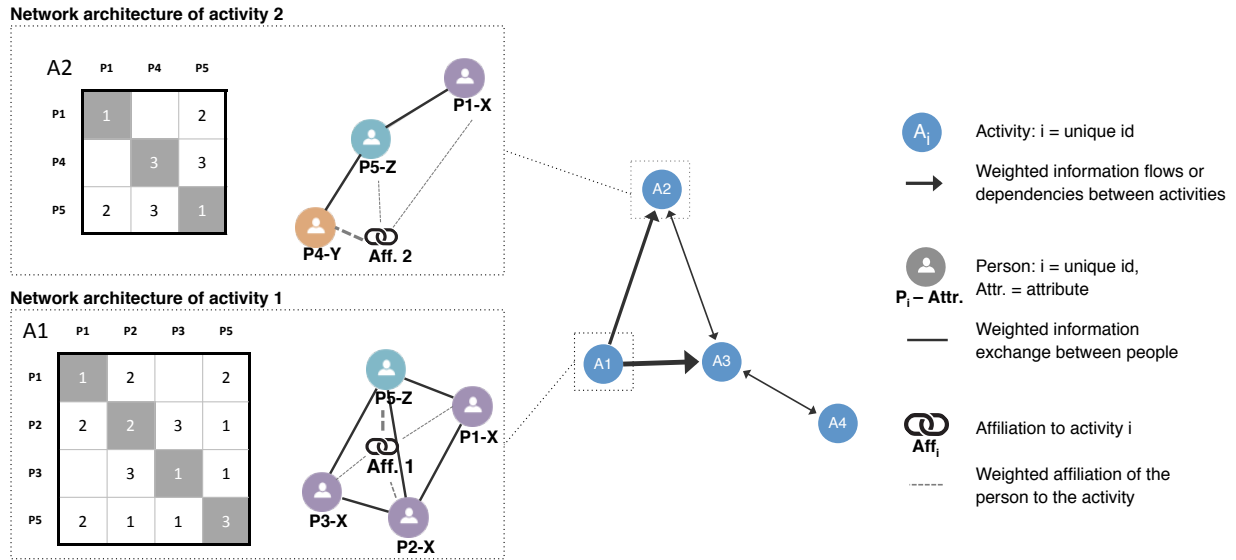 Network architecture of activity 2
A2 P1 P4 P5
P1 1 2
P4 3 3
P5 2 3 1
P1-X
P5-Z
P4-Y
Aff. 2
Network architecture of activity 1
A1 P1 P2 P3 P5
P1 1 2 2
P2 2 2 3 1
P3 3 1 1
P5 2 1 1 3
P5-Z
P1-X
Aff. 1
P3-X
P2-X
A2
A1
A3
A4
Ai
Activity: i = unique id
Weighted information flows or
dependencies between activities
Pi – Attr.
Person: i = unique id,
Attr. = attribute
Weighted information
exchange between people
Affi
Affiliation to activity i
Weighted affiliation of the
person to the activity